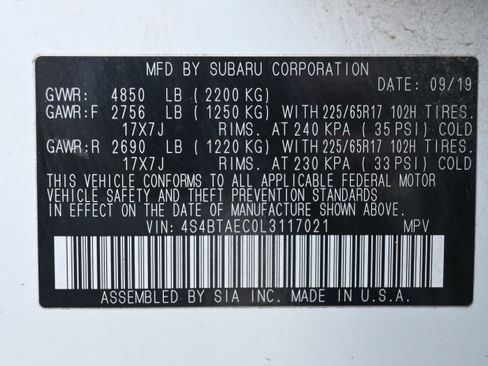 MFD BY SUBARU CORPORATION
DATE: 09/19
GVWR: 4850 LB (2200 KG)
GAWR:F 2756 LB (1250 KG) WITH 225/65R17 102H TIRES.
17X7J RIMS. AT 240 KPA (35 PSI) COLD
GAWR:R 2690 LB (1220 KG) WITH 225/65R17 102H TIRES.
17X7J RIMS. AT 230 KPA (33 PSI) COLD
THIS VEHICLE CONFORMS TO ALL APPLICABLE FEDERAL MOTOR
VEHICLE SAFETY AND THEFT PREVENTION STANDARDS
IN EFFECT ON THE DATE OF MANUFACTURE SHOWN ABOVE.
VIN: 4S4BTAEC0L3117021 MPV
ASSEMBLED BY SIA INC. MADE IN U.S.A.